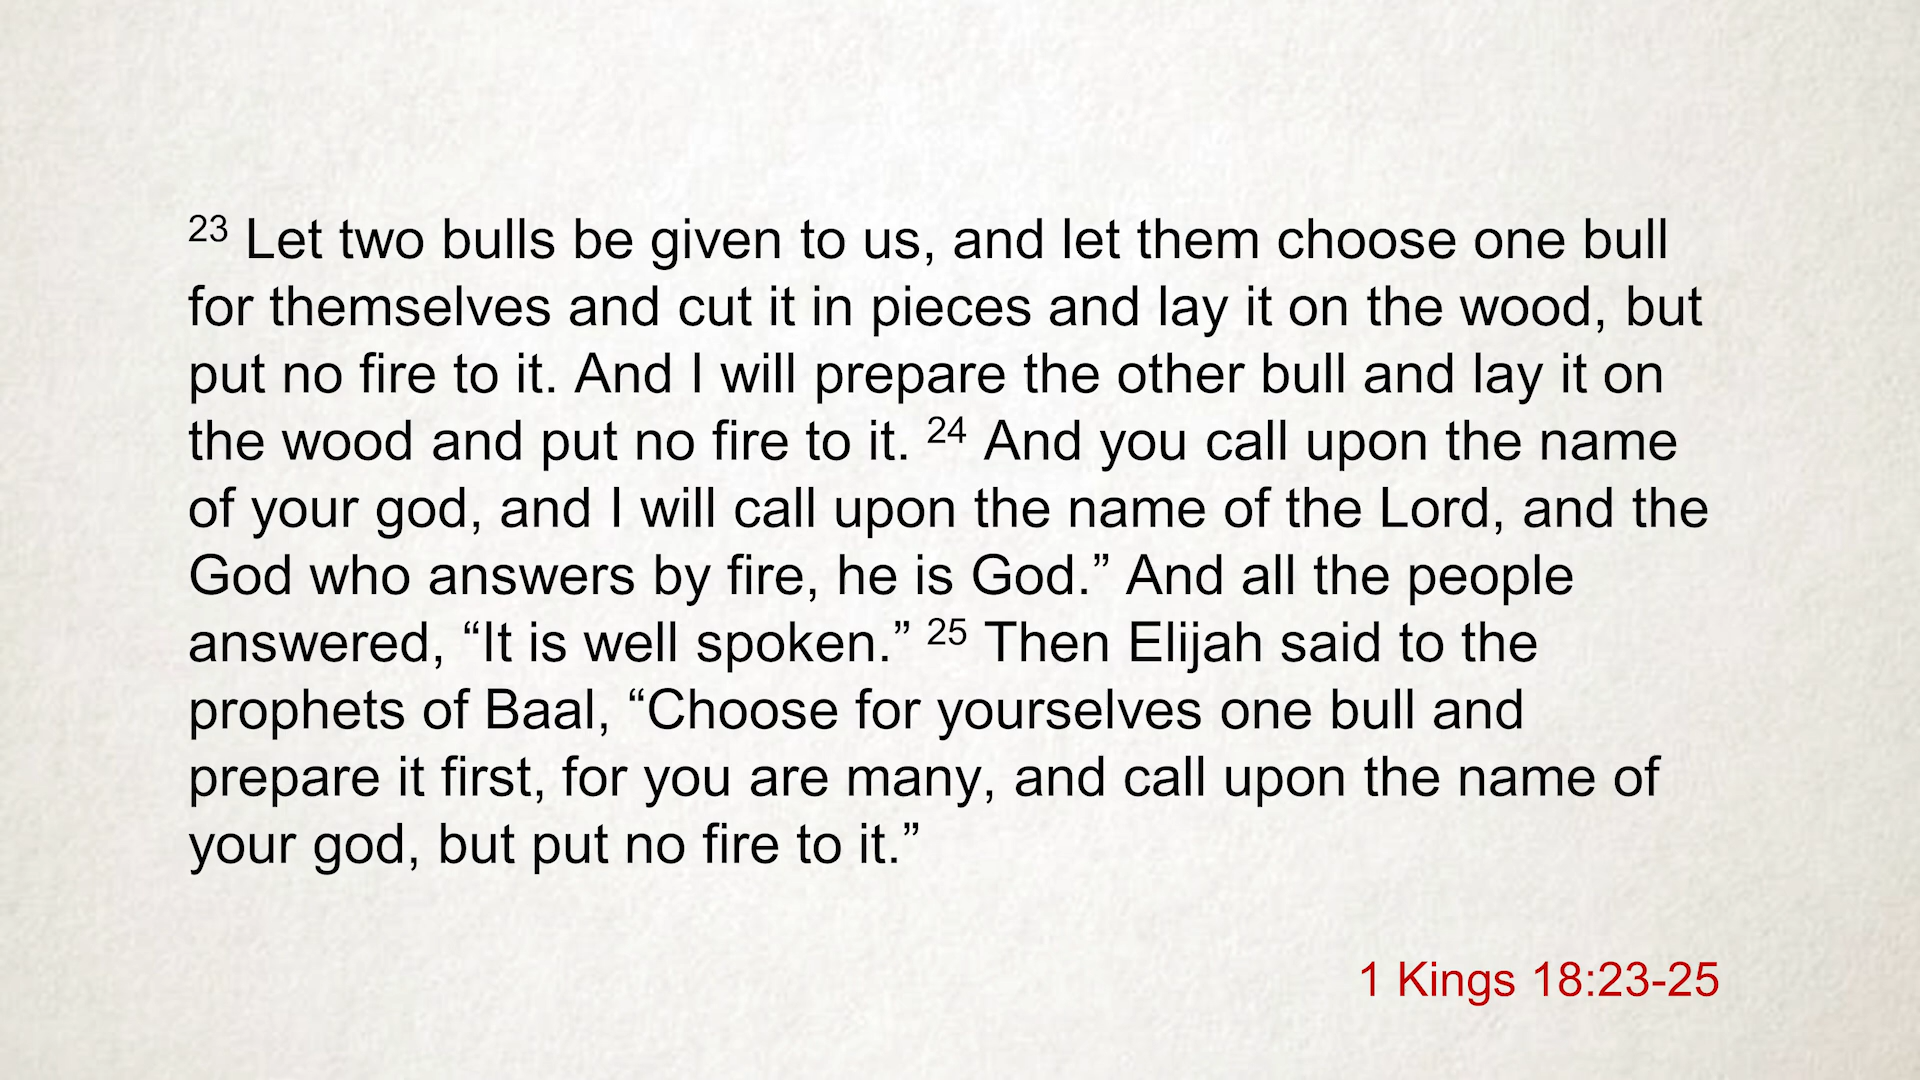 23 Let two bulls be given to us, and let them choose one bull
for themselves and cut it in pieces and lay it on the wood, but
put no fire to it. And I will prepare the other bull and lay it on
the wood and put no fire to it. 24 And you call upon the name
of your god, and I will call upon the name of the Lord, and the
God who answers by fire, he is God.” And all the people
answered, “It is well spoken.” 25 Then Elijah said to the
prophets of Baal, “Choose for yourselves one bull and
prepare it first, for you are many, and call upon the name of
your god, but put no fire to it.”
1 Kings 18:23-25